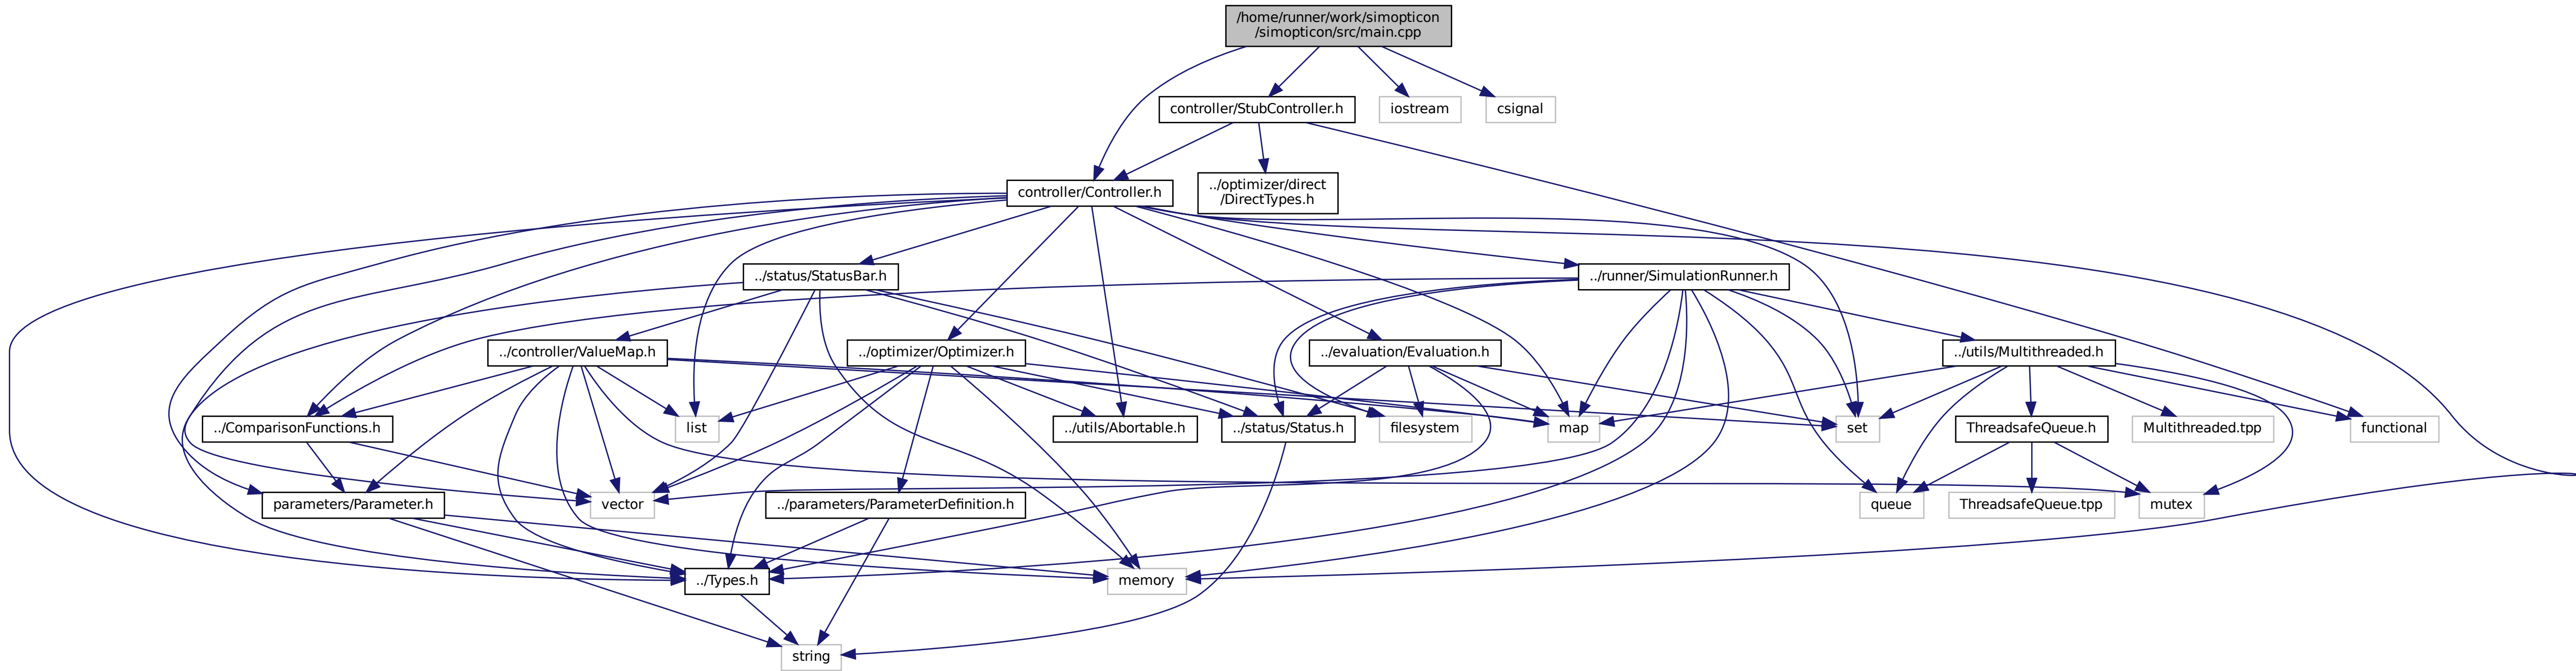 /home/runner/work/simopticon
/simopticon/src/main.cpp
controller/StubController.h
iostream
csignal
controller/Controller.h
../optimizer/direct
/DirectTypes.h
../status/StatusBar.h
../runner/SimulationRunner.h
../controller/ValueMap.h
../optimizer/Optimizer.h
../evaluation/Evaluation.h
../utils/Multithreaded.h
../ComparisonFunctions.h
list
../utils/Abortable.h
../status/Status.h
filesystem
map
set
ThreadsafeQueue.h
Multithreaded.tpp
functional
parameters/Parameter.h
vector
../parameters/ParameterDefinition.h
queue
ThreadsafeQueue.tpp
mutex
../Types.h
memory
string